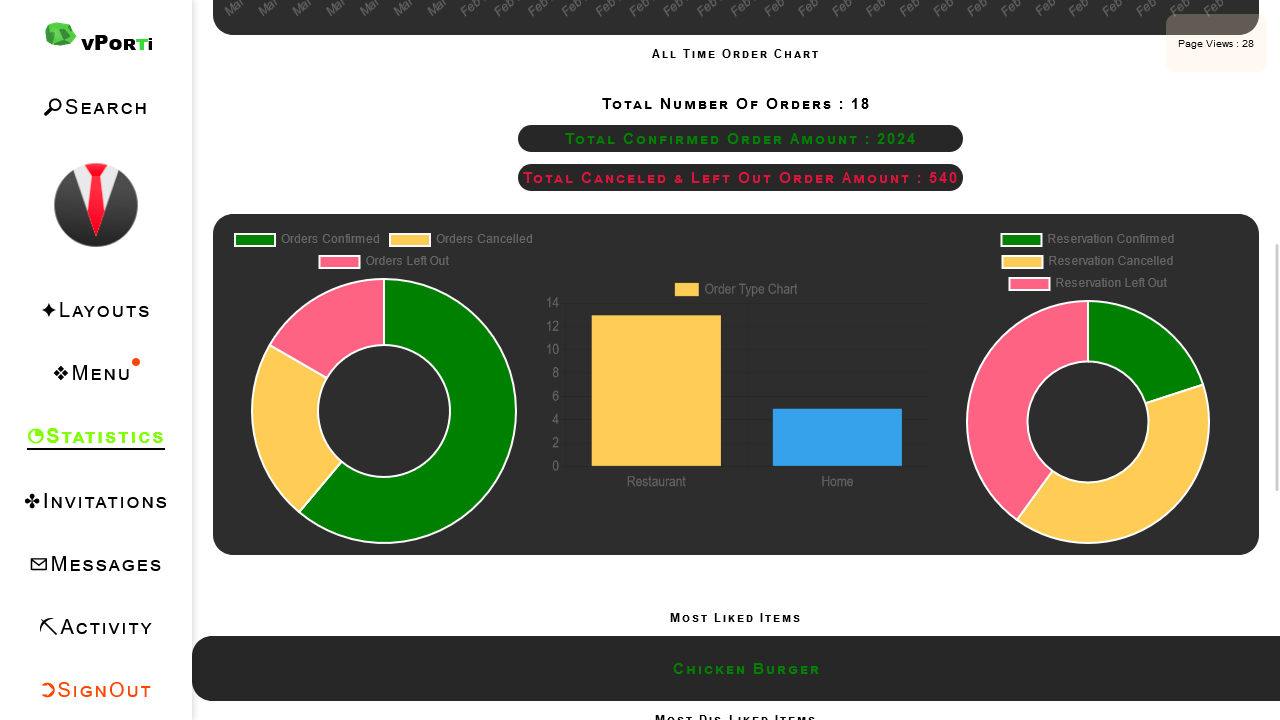 vPorTi
Search
Layouts
Menu
Statistics
Invitations
Messages
Activity
SignOut
Mar Mar Mar Mar Mar Mar Mar Feb Feb Feb Feb Feb Feb Feb Feb Feb Feb Feb Feb Feb Feb Feb Feb Feb Feb Feb Feb Feb Feb Feb
Page Views : 28
All Time Order Chart
Total Number Of Orders : 18
Total Confirmed Order Amount : 2024
Total Canceled & Left Out Order Amount : 540
Orders Confirmed
Orders Cancelled
Orders Left Out
Order Type Chart
14
12
10
8
6
4
2
0
Restaurant
Home
Reservation Confirmed
Reservation Cancelled
Reservation Left Out
Most Liked Items
Chicken Burger
Most Dis-Liked Items